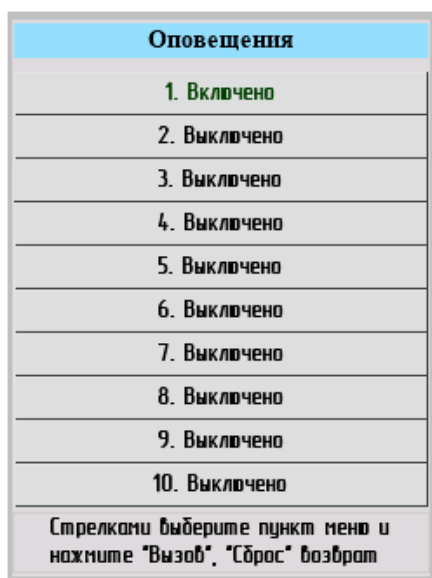 Оповещения
1. Включено
2. Выключено
3. Выключено
4. Выключено
5. Выключено
6. Выключено
7. Выключено
8. Выключено
9. Выключено
10. Выключено
Стрелками выберите пункт меню и
нажмите "Вызов", "Сброс" возврат